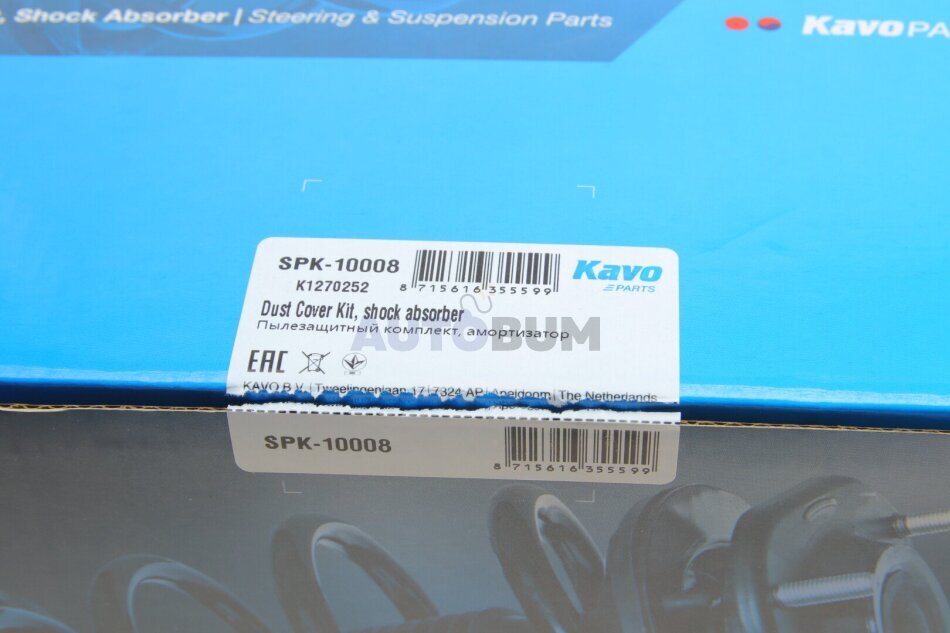 , Shock Absorber | Steering & Suspension Parts
Kavo PA
SPK-10008
K1270252
8 715616 355599
Kavo
PARTS
Dust Cover Kit, shock absorber
Пылезащитный комплект, амортизатор
AUTOBUM
EAC
KAVO B.V. | Tweelingenlaan 17 | 7324 AP | Apeldoorn | The Netherlands
SPK-10008
8 715616 355599